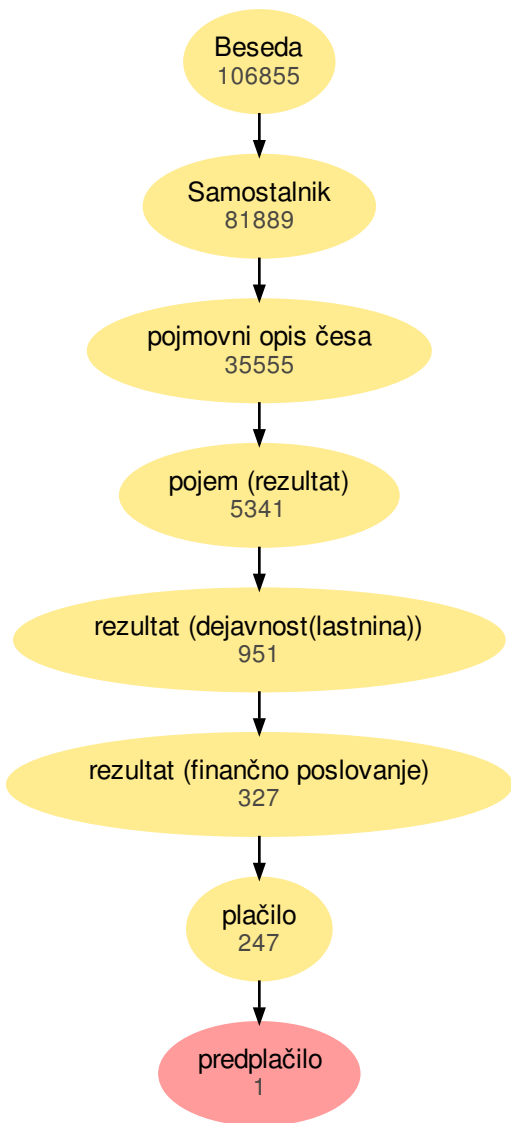 Beseda
106855
Samostalnik
81889
pojmovni opis česa
35555
pojem (rezultat)
5341
rezultat (dejavnost(lastnina))
951
rezultat (finančno poslovanje)
327
plačilo
247
predplačilo
1